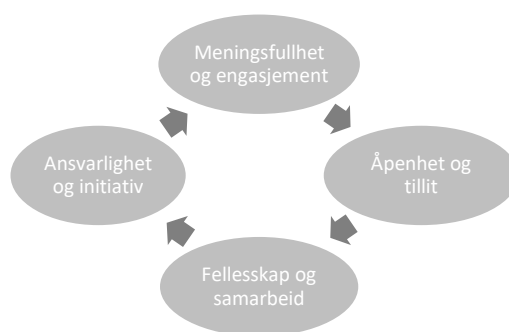 Meningsfullhet
og engasjement
Åpenhet og
tillit
Fellesskap og
samarbeid
Ansvarlighet
og initiativ